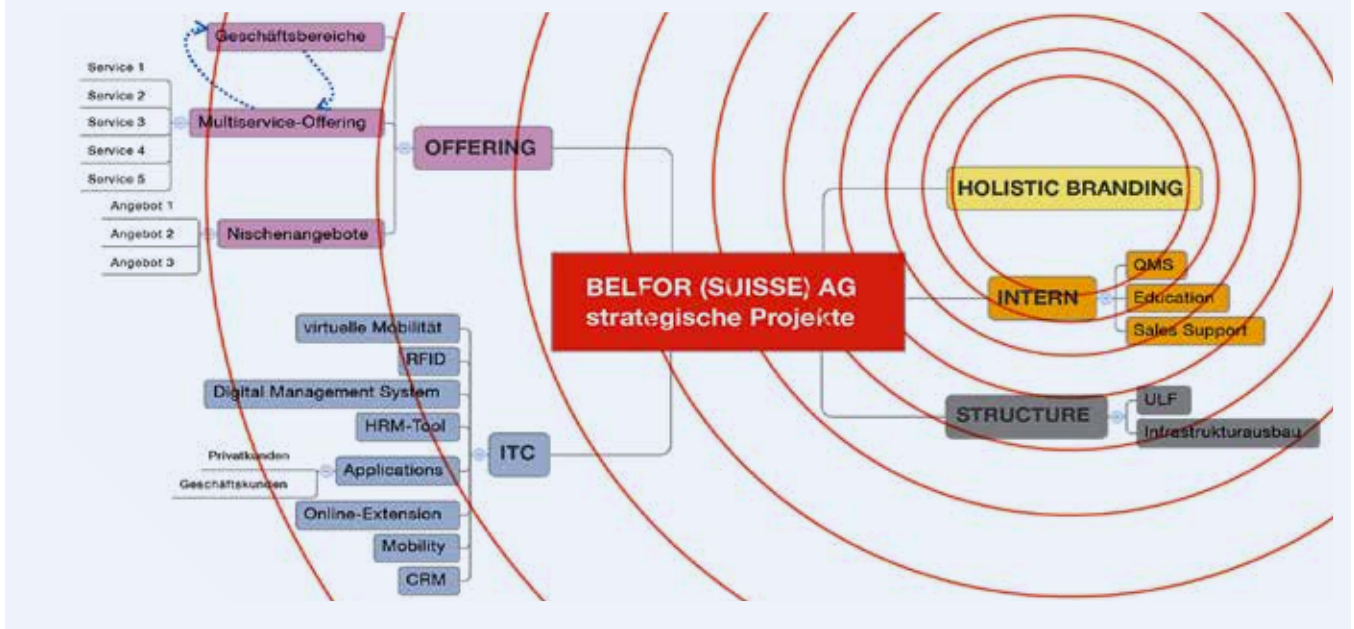 Geschäftsbereiche
Service 1
Service 2
Service 3
Service 4
Service 5
Multiservice-Offering
OFFERING
Angebot 1
Angebot 2
Angebot 3
Nischenangebote
HOLISTIC BRANDING
BELFOR (SUISSE) AG
strategische Projekte
INTERN
QMS
Education
Sales Support
STRUCTURE
ULF
Infrastrukturausbau
virtuelle Mobilität
RFID
Digital Management System
HRM-Tool
ITC
Privatkunden
Geschäftskunden
Applications
Online-Extension
Mobility
CRM